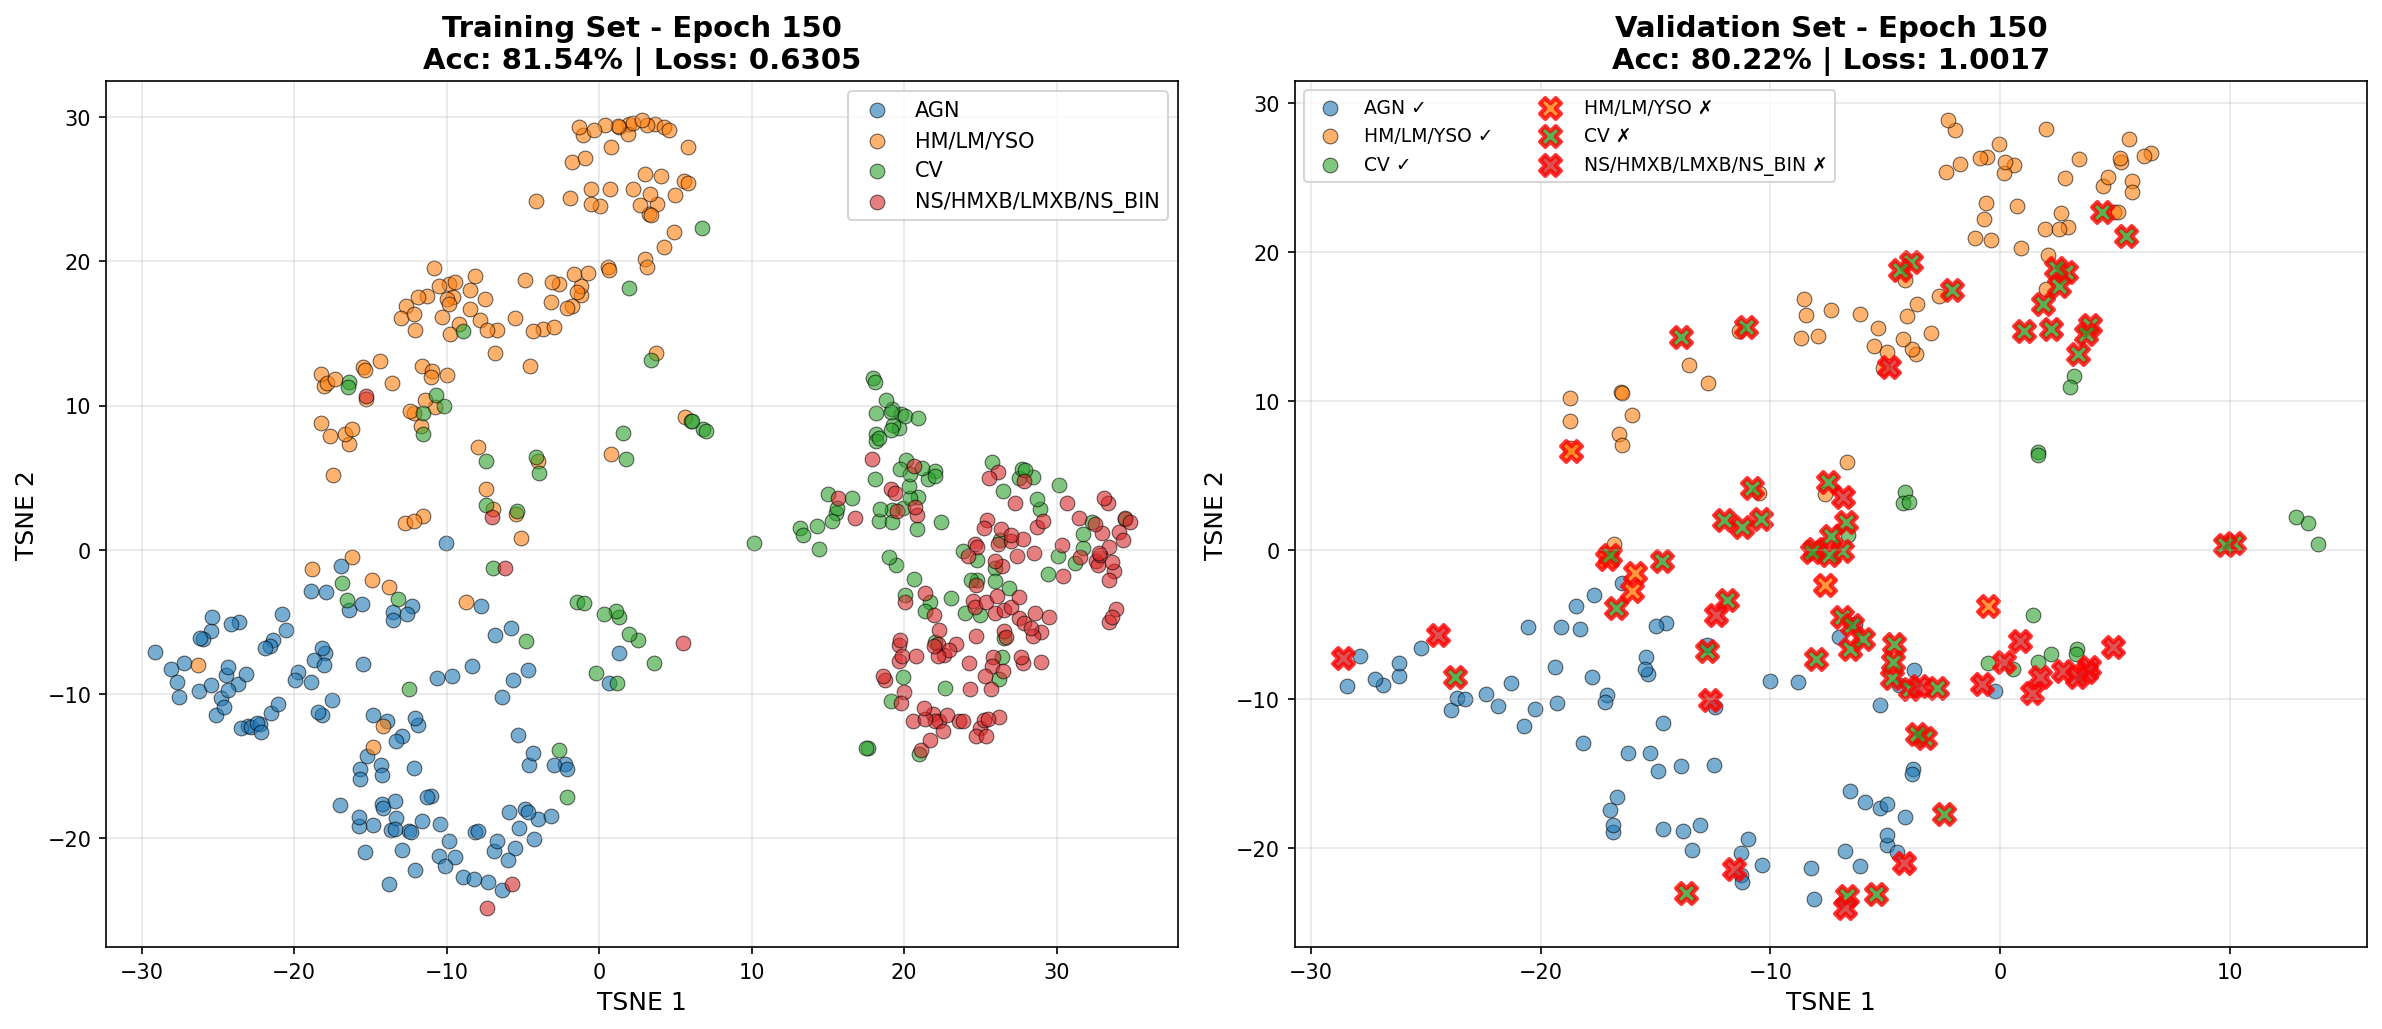 Training Set - Epoch 150
Acc: 81.54% | Loss: 0.6305
AGN
HM/LM/YSO
CV
NS/HMXB/LMXB/NS_BIN
30
20
10
0
−10
−20
TSNE 2
−30
−20
−10
0
10
20
30
TSNE 1
Validation Set - Epoch 150
Acc: 80.22% | Loss: 1.0017
AGN ✓
HM/LM/YSO ✓
CV ✓
HM/LM/YSO ✗
CV ✗
NS/HMXB/LMXB/NS_BIN ✗
30
20
10
0
−10
−20
TSNE 2
−30
−20
−10
0
10
TSNE 1